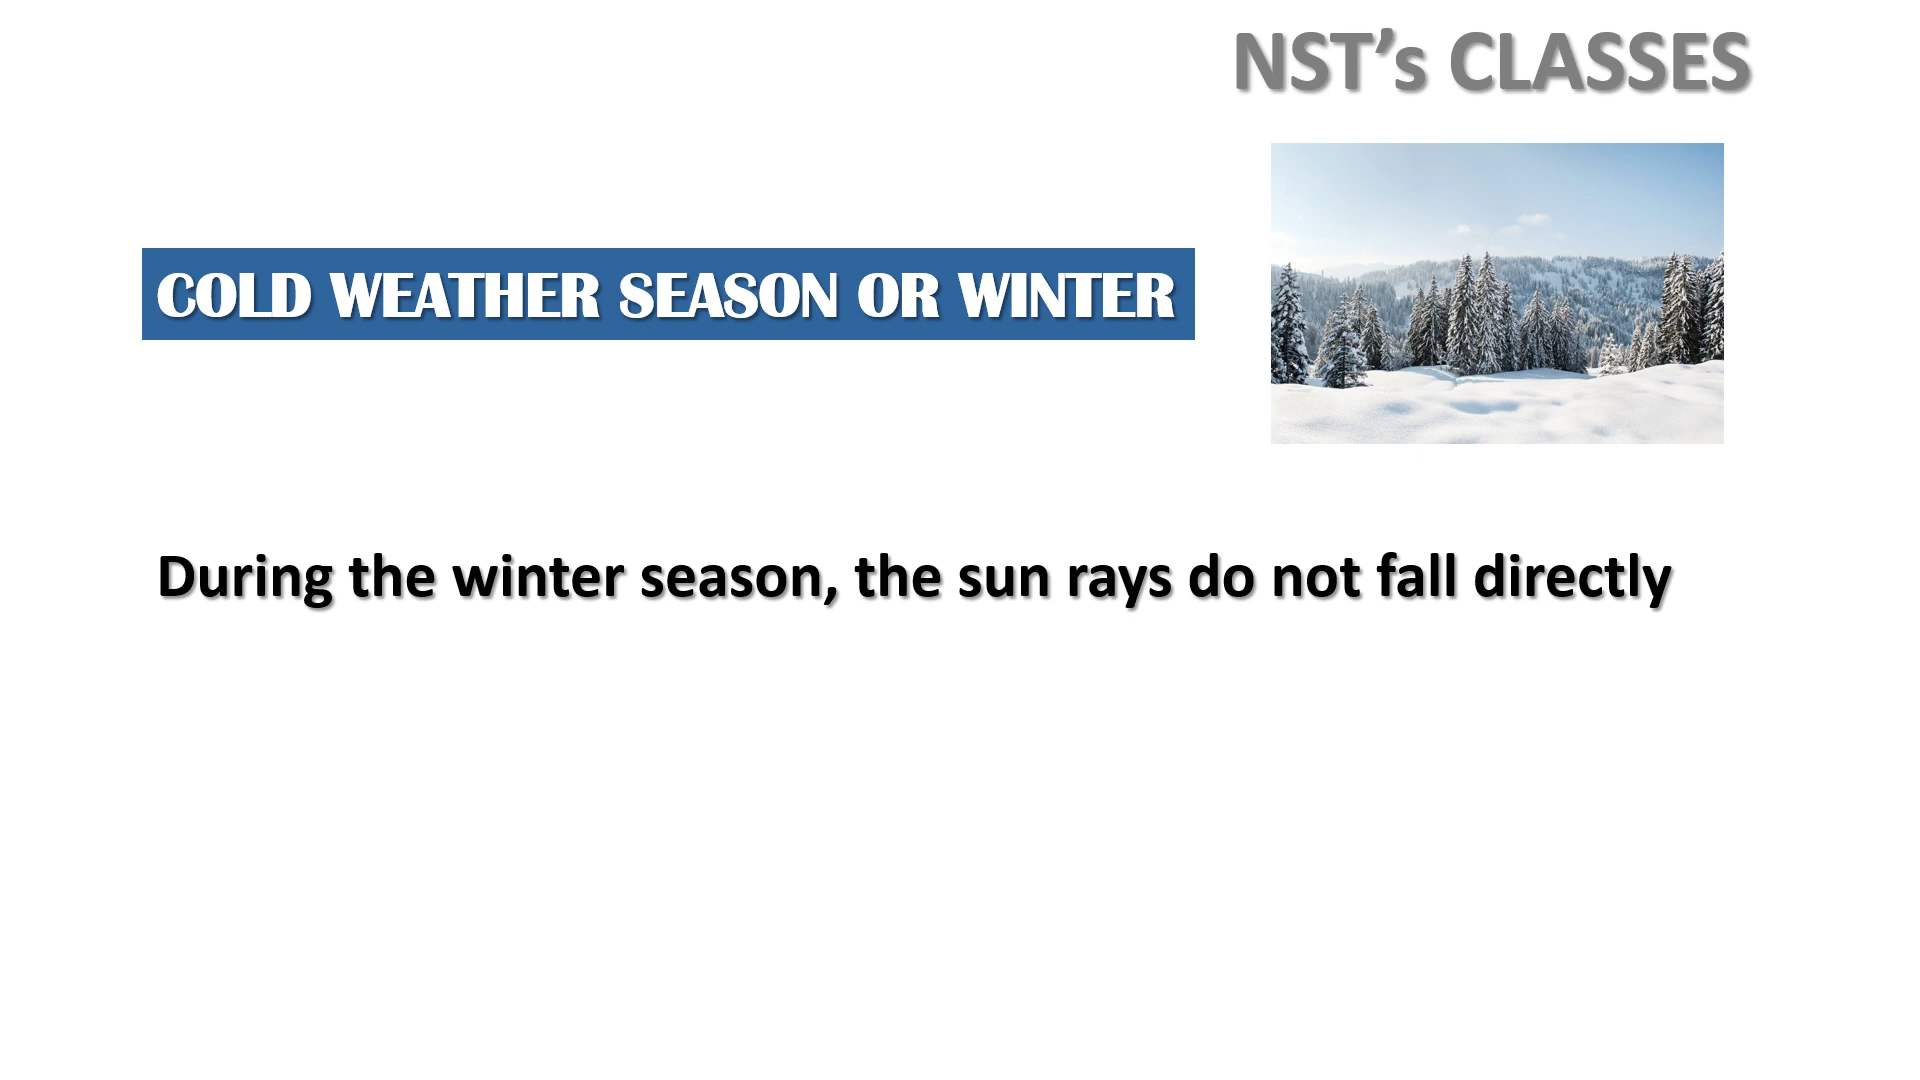 NST’s CLASSES
COLD WEATHER SEASON OR WINTER
During the winter season, the sun rays do not fall directly